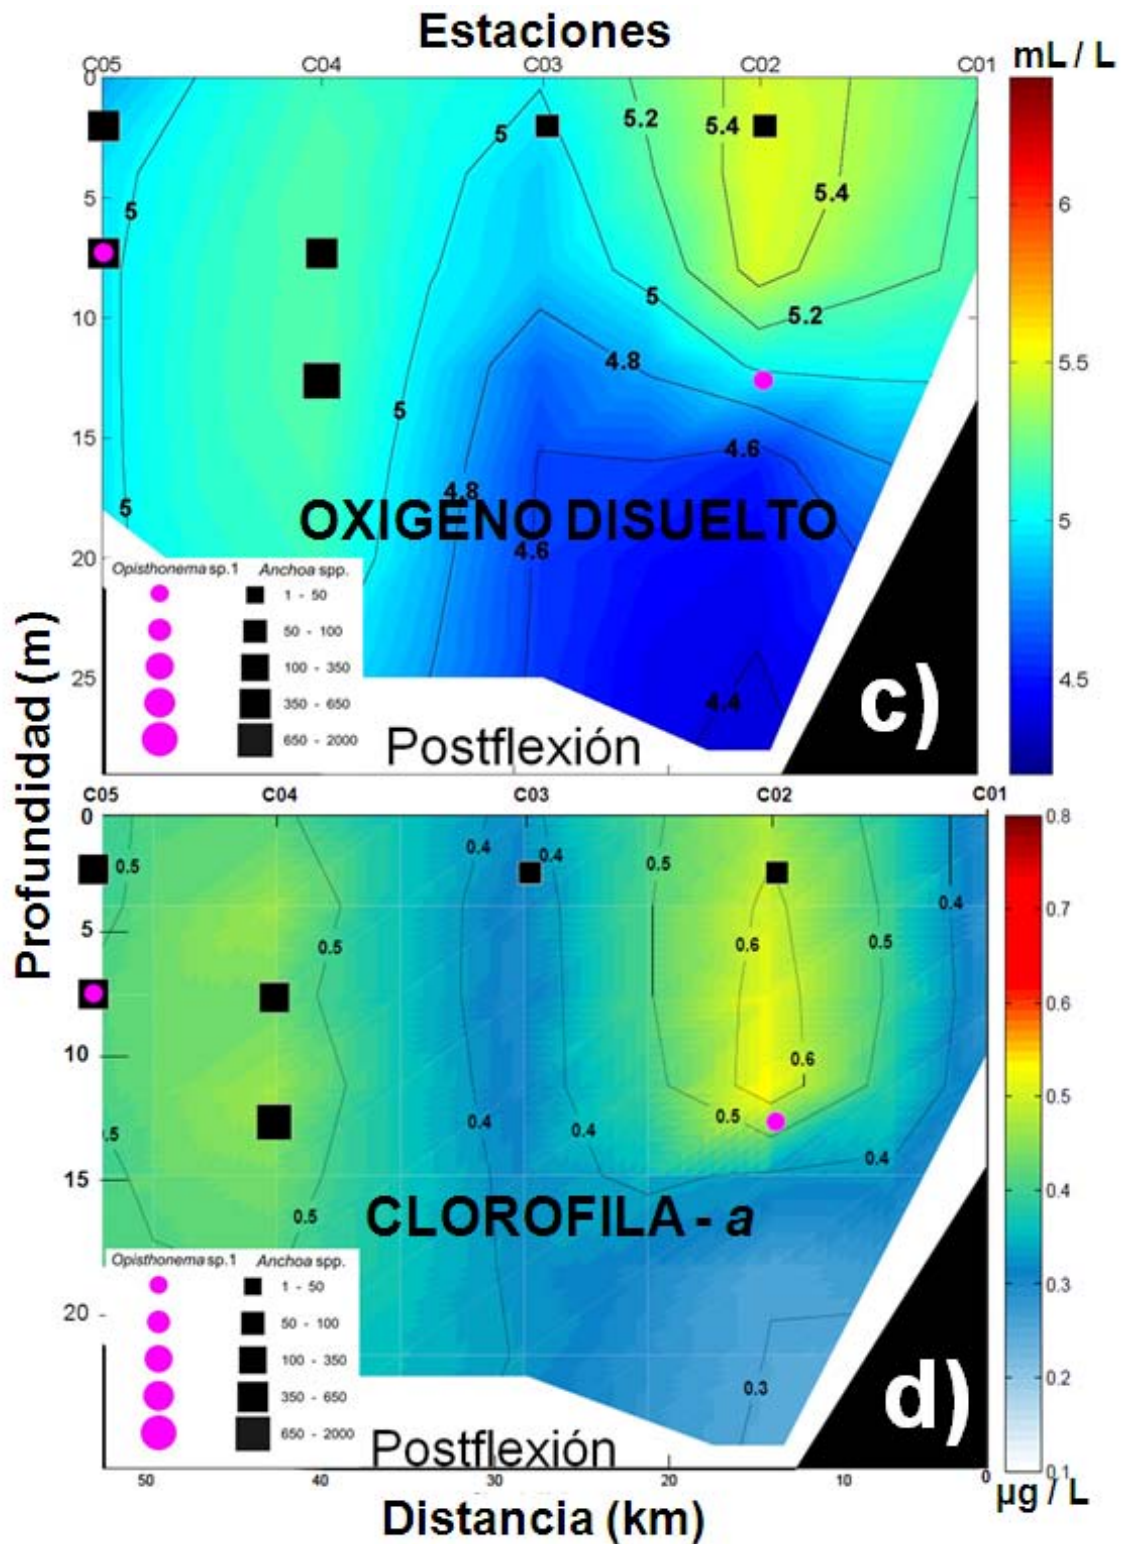 Estaciones
mL / L
C05 C04 C03 C02 C01
0
5
10
15
20
25
5 5.2 5.4
5.4
5
5
5.2
4.8
5
4.6
4.8
5
4.6
4.4
OXIGENO DISUELTO
6
5.5
5
4.5
Opisthonema sp.1 Anchoa spp.
1 - 50
50 - 100
100 - 350
350 - 650
650 - 2000
Postflexión
c)
Profundidad (m)
C05 C04 C03 C02 C01
0
5
10
15
20
0.5 0.4 0.4 0.5
0.4
0.5 0.6 0.5
0.6
0.5
0.5 0.4 0.4
0.4
0.5
0.3
CLOROFILA - a
0.8
0.7
0.6
0.5
0.4
0.3
0.2
0.1
Opisthonema sp.1 Anchoa spp.
1 - 50
50 - 100
100 - 350
350 - 650
650 - 2000
Postflexión
d)
50 40 30 20 10 0
µg / L
Distancia (km)